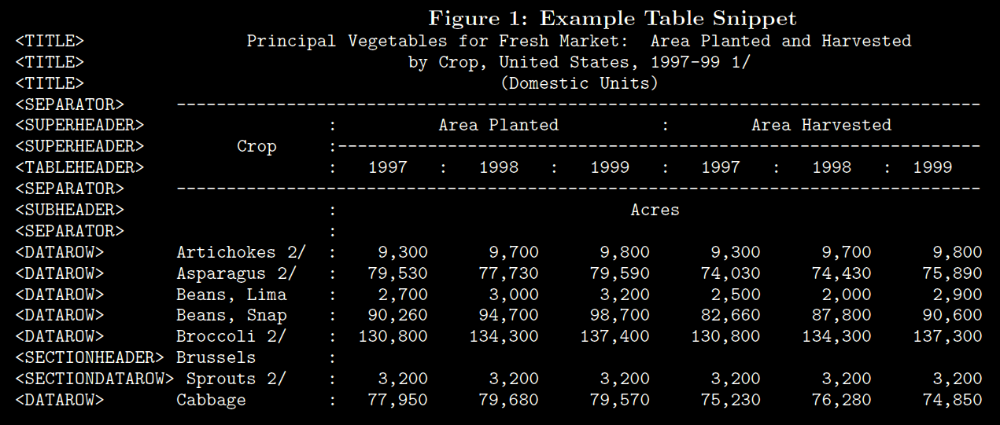 Figure 1: Example Table Snippet
<TITLE> Principal Vegetables for Fresh Market: Area Planted and Harvested
<TITLE> by Crop, United States, 1997-99 1/
<TITLE> (Domestic Units)
<SEPARATOR> --------------------------------------------------------------------------------
<SUPERHEADER> : Area Planted : Area Harvested
<SUPERHEADER> Crop :----------------------------------------------------------------
<TABLEHEADER> : 1997 : 1998 : 1999 : 1997 : 1998 : 1999
<SEPARATOR> --------------------------------------------------------------------------------
<SUBHEADER> : Acres
<SEPARATOR> :
<DATAROW> Artichokes 2/ : 9,300 9,700 9,800 9,300 9,700 9,800
<DATAROW> Asparagus 2/ : 79,530 77,730 79,590 74,030 74,430 75,890
<DATAROW> Beans, Lima : 2,700 3,000 3,200 2,500 2,000 2,900
<DATAROW> Beans, Snap : 90,260 94,700 98,700 82,660 87,800 90,600
<DATAROW> Broccoli 2/ : 130,800 134,300 137,400 130,800 134,300 137,300
<SECTIONHEADER> Brussels :
<SECTIONDATAROW> Sprouts 2/ : 3,200 3,200 3,200 3,200 3,200 3,200
<DATAROW> Cabbage : 77,950 79,680 79,570 75,230 76,280 74,850